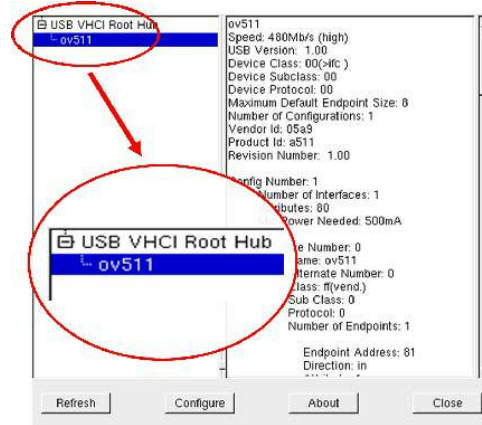 USB VHCI Root Hub
ov511
ov511
Speed: 480Mb/s (high)
USB Version: 1.00
Device Class: 00(>ifc )
Device Subclass: 00
Device Protocol: 00
Maximum Default Endpoint Size: 8
Number of Configurations: 1
Vendor Id: 05a9
Product Id: a511
Revision Number: 1.00
Config Number: 1
Number of Interfaces: 1
Attributes: 80
Power Needed: 500mA
Number: 0
Name: ov511
Alternate Number: 0
Class: ff(vend.)
Sub Class: 0
Protocol: 0
Number of Endpoints: 1
Endpoint Address: 81
Direction: in
USB VHCI Root Hub
ov511
Refresh
Configure
About
Close